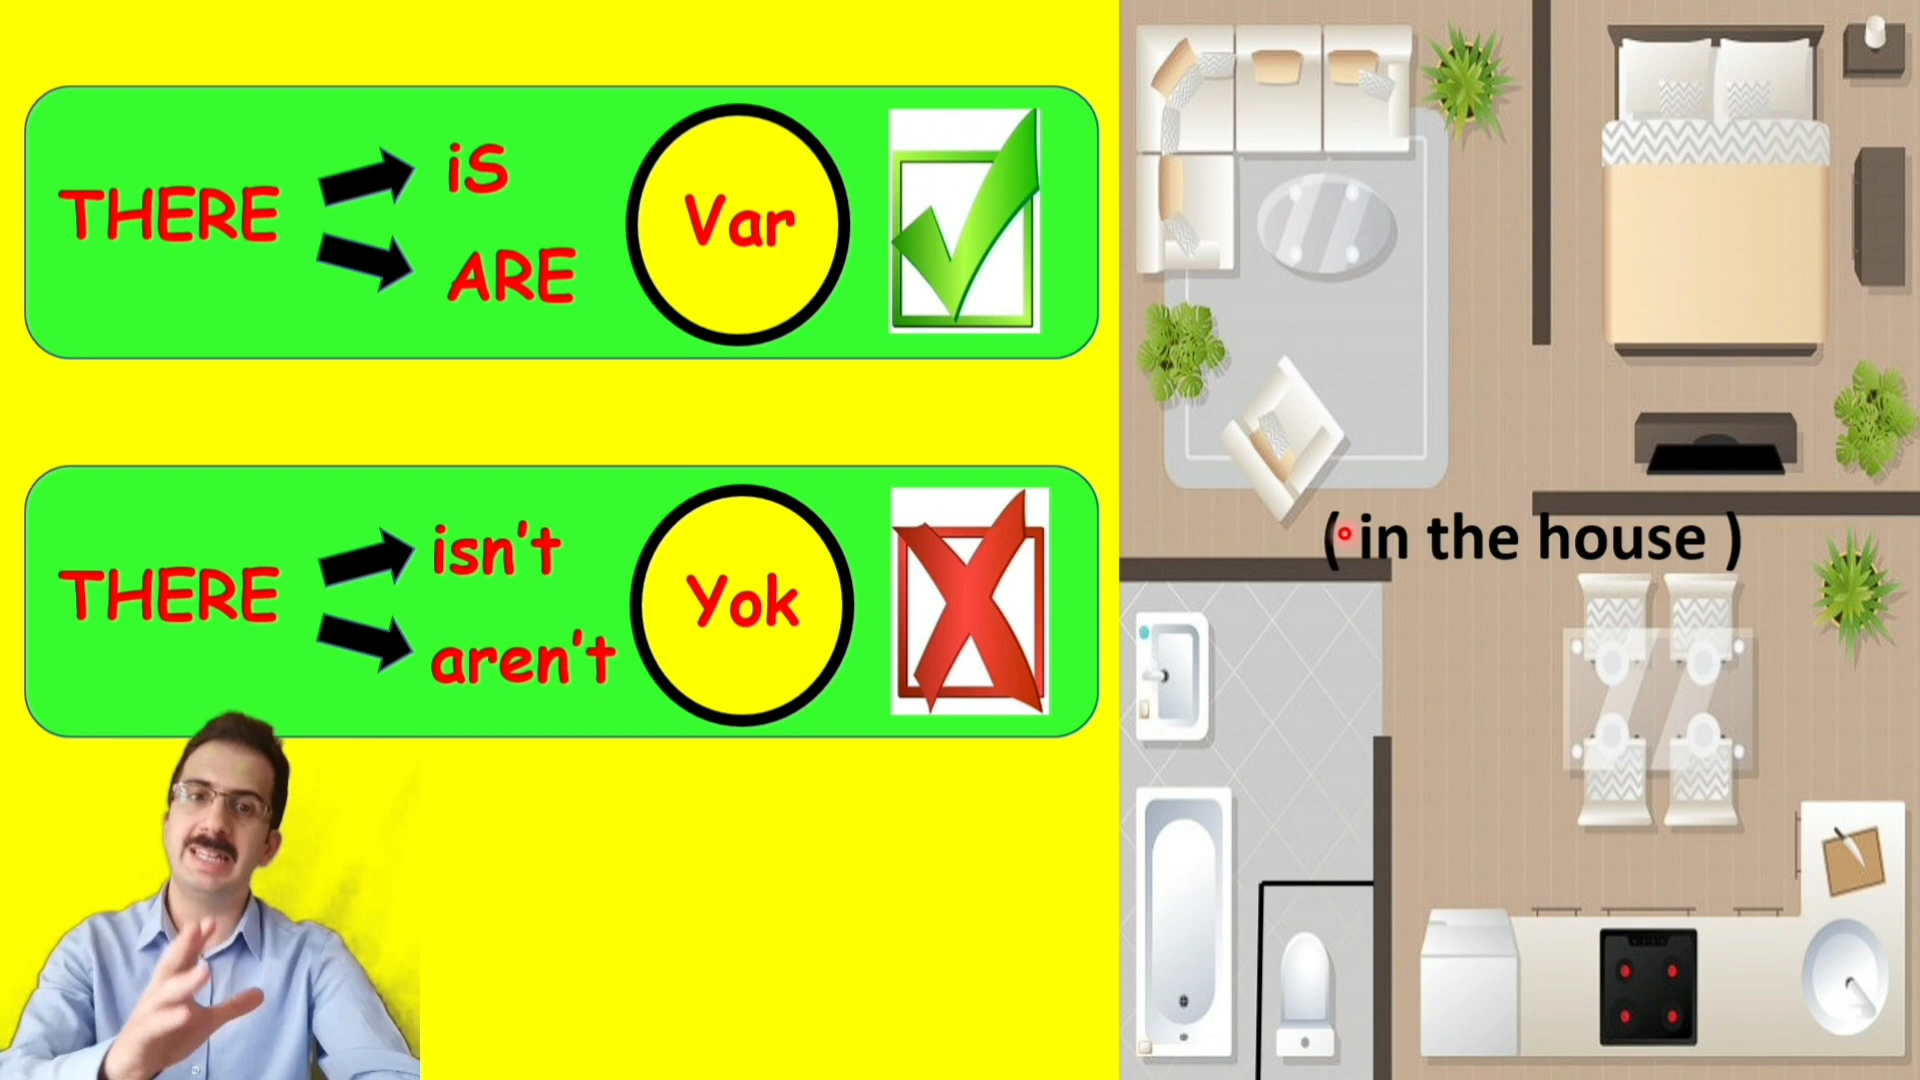 THERE
iS
ARE
Var
THERE
isn't
aren't
Yok
( in the house )